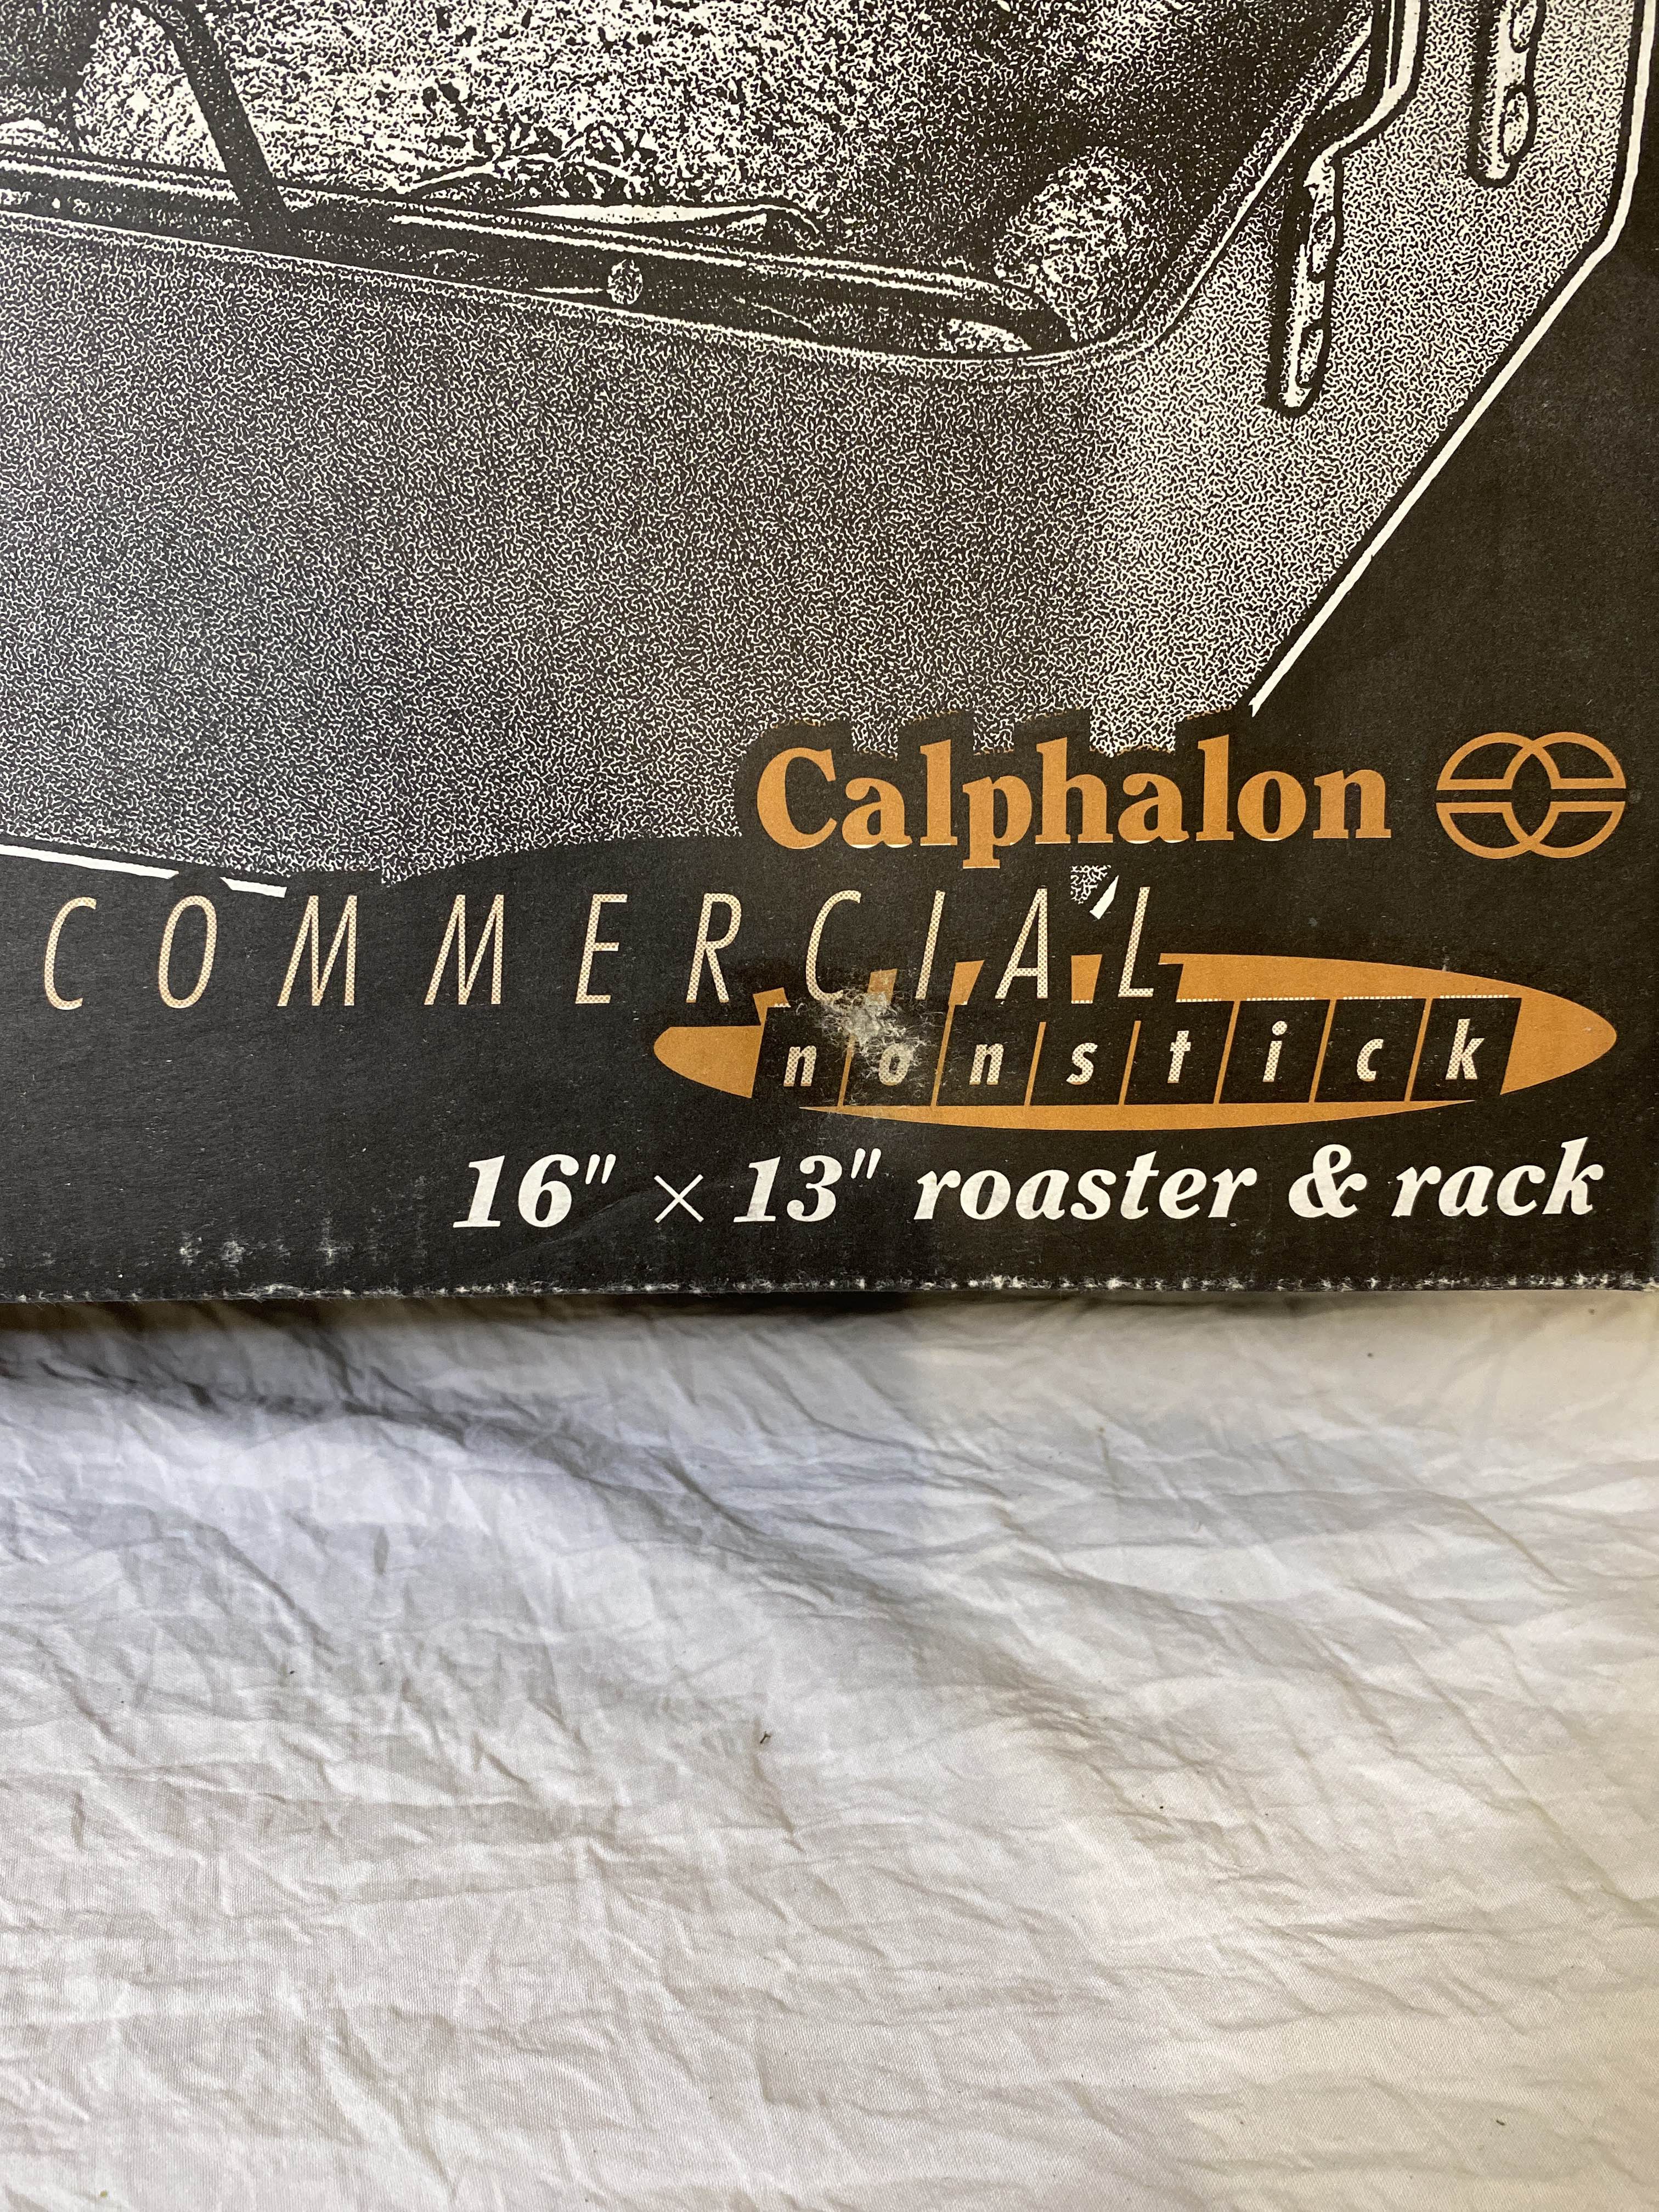 Calphalon
COMMERCIAL
nonstick
16" × 13" roaster & rack